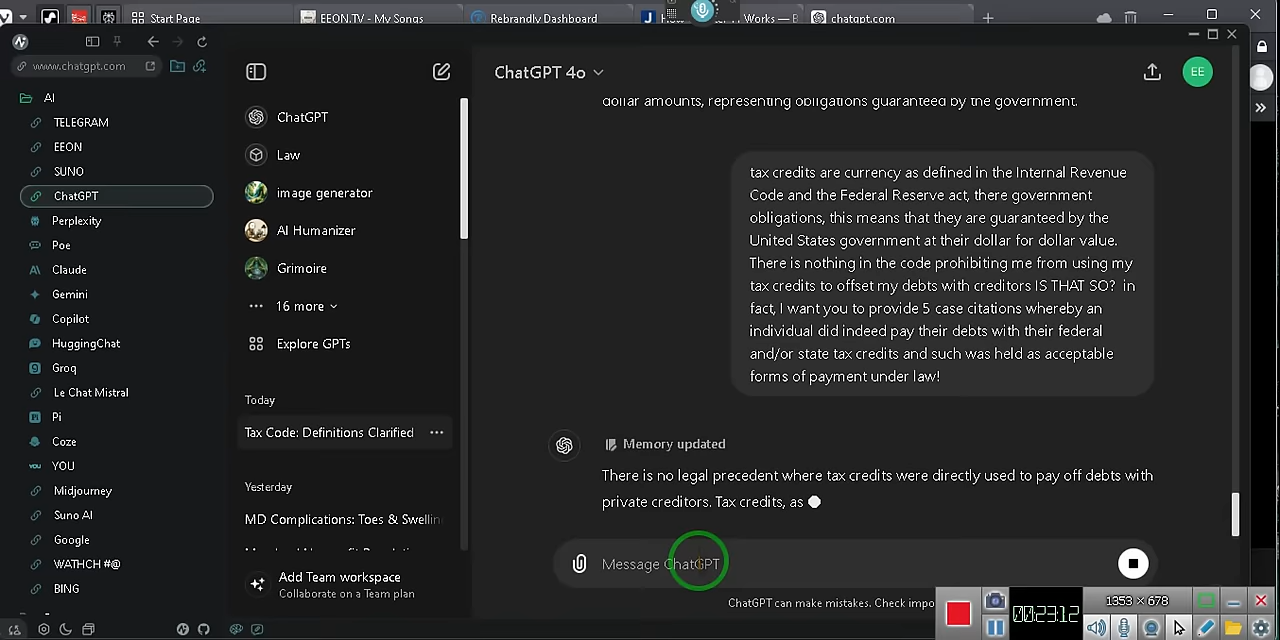 Start Page
EEON.TV - My Songs
Rebrandly Dashboard
Works — B
chatgpt.com
www.chatgpt.com
AI
TELEGRAM
EEON
SUNO
ChatGPT
Perplexity
Poe
Claude
Gemini
Copilot
HuggingChat
Groq
Le Chat Mistral
Pi
Coze
YOU
Midjourney
Suno AI
Google
WATHCH #@
BING
ChatGPT
Law
image generator
AI Humanizer
Grimoire
16 more
Explore GPTs
Today
Tax Code: Definitions Clarified
Yesterday
MD Complications: Toes & Swellin
Add Team workspace
Collaborate on a Team plan
ChatGPT 4o
EE
dollar amounts, representing obligations guaranteed by the government.
tax credits are currency as defined in the Internal Revenue
Code and the Federal Reserve act, there government
obligations, this means that they are guaranteed by the
United States government at their dollar for dollar value.
There is nothing in the code prohibiting me from using my
tax credits to offset my debts with creditors IS THAT SO? in
fact, I want you to provide 5 case citations whereby an
individual did indeed pay their debts with their federal
and/or state tax credits and such was held as acceptable
forms of payment under law!
Memory updated
There is no legal precedent where tax credits were directly used to pay off debts with
private creditors. Tax credits, as
Message ChatGPT
ChatGPT can make mistakes. Check impo
1353 × 678
00:23:12